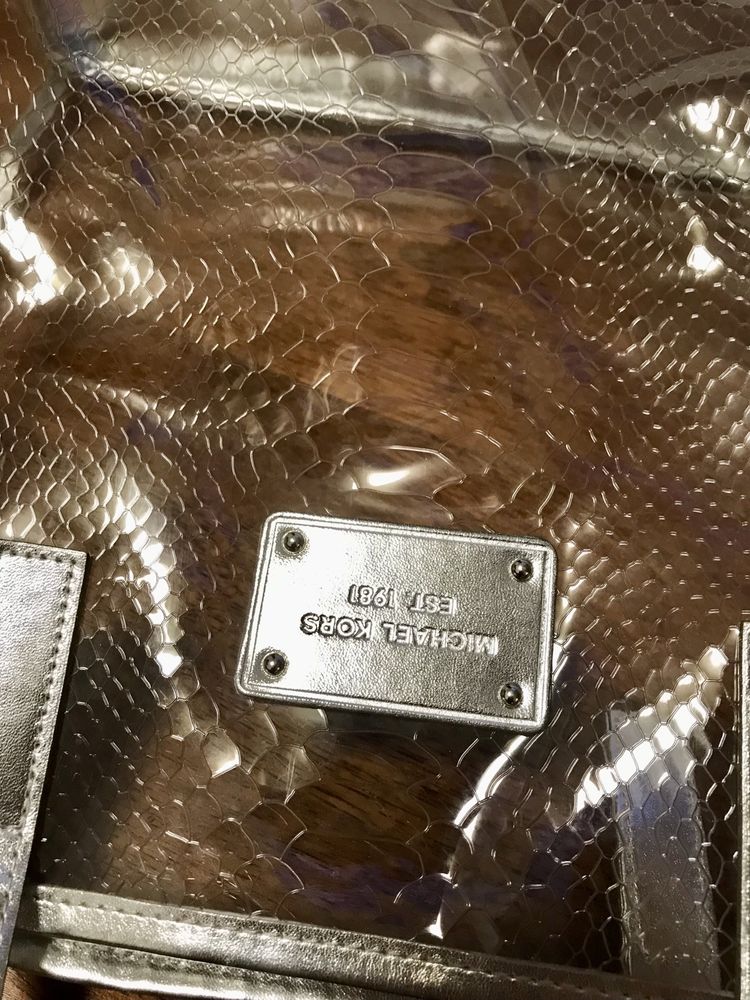 MICHAEL KORS
EST. 1981